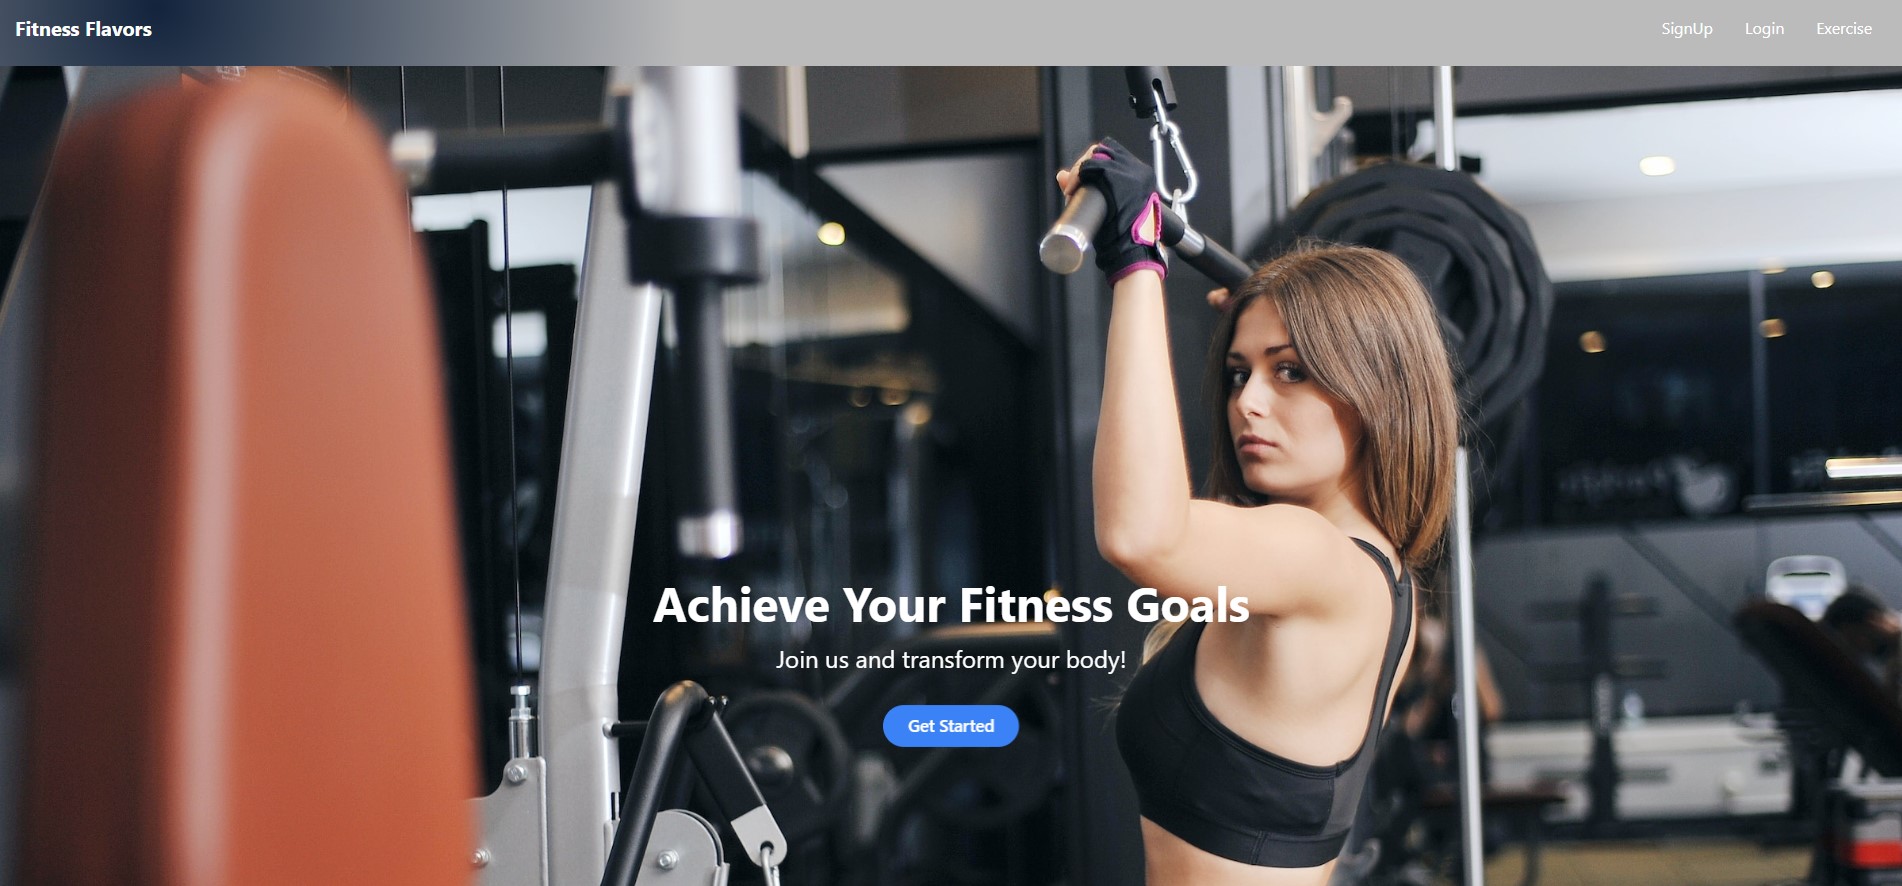 Fitness Flavors
SignUp Login Exercise
Achieve Your Fitness Goals
Join us and transform your body!
Get Started